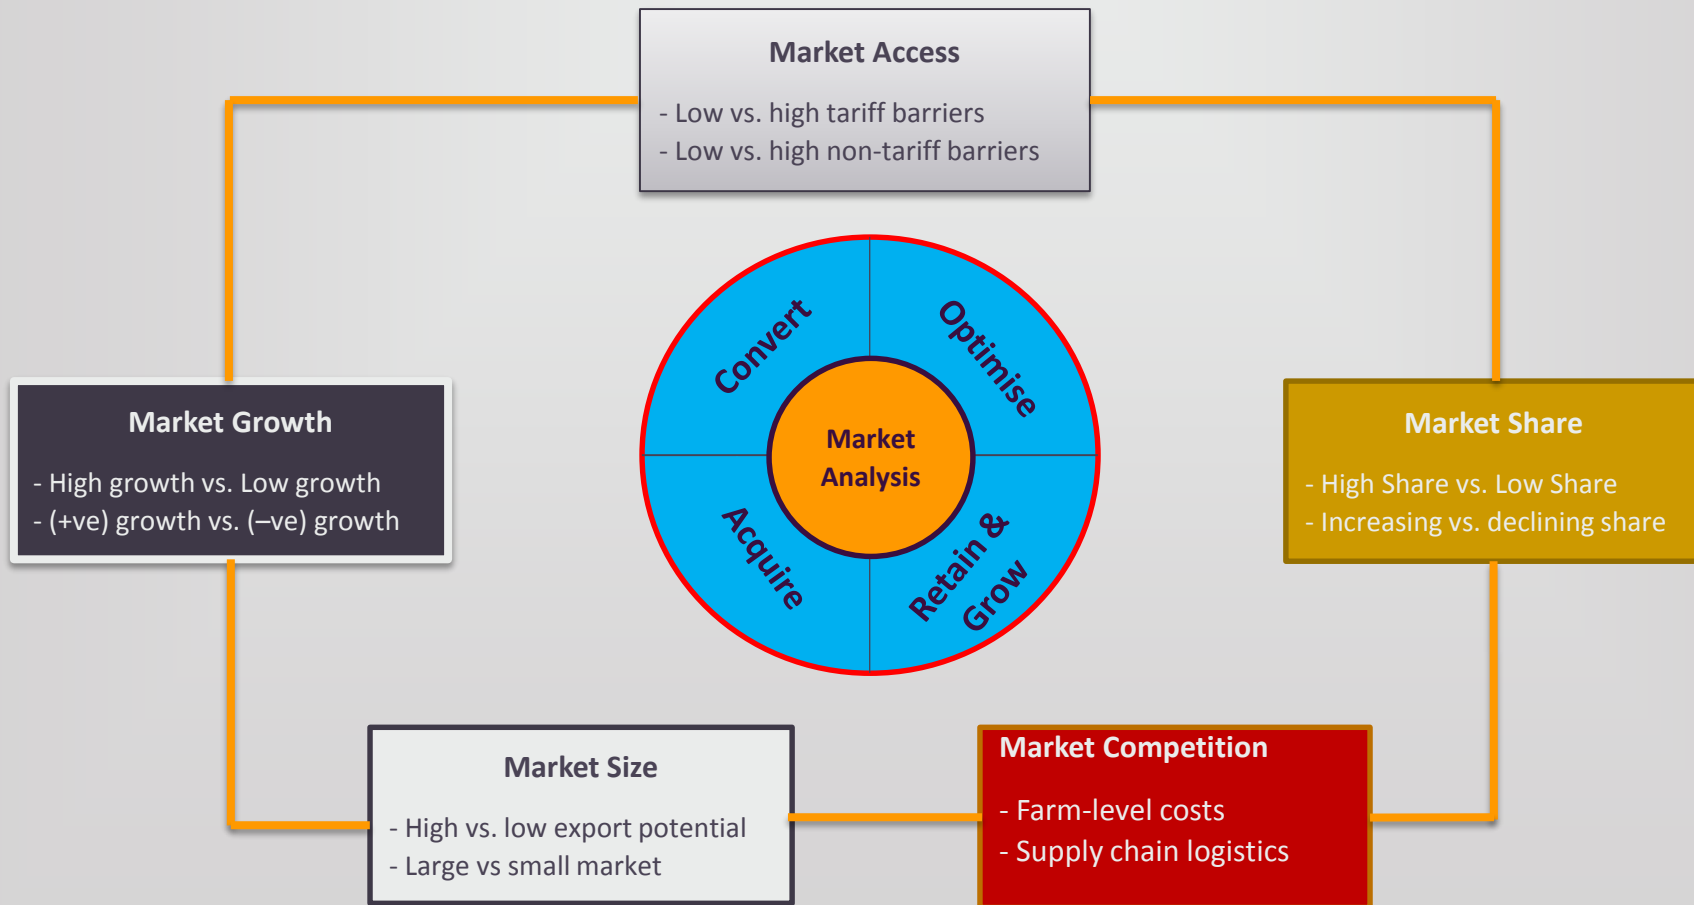 Market Access
- Low vs. high tariff barriers
- Low vs. high non-tariff barriers
Convert
Optimise
Market
Analysis
Acquire
Retain &
Grow
Market Growth
- High growth vs. Low growth
- (+ve) growth vs. (–ve) growth
Market Share
- High Share vs. Low Share
- Increasing vs. declining share
Market Size
- High vs. low export potential
- Large vs small market
Market Competition
- Farm-level costs
- Supply chain logistics